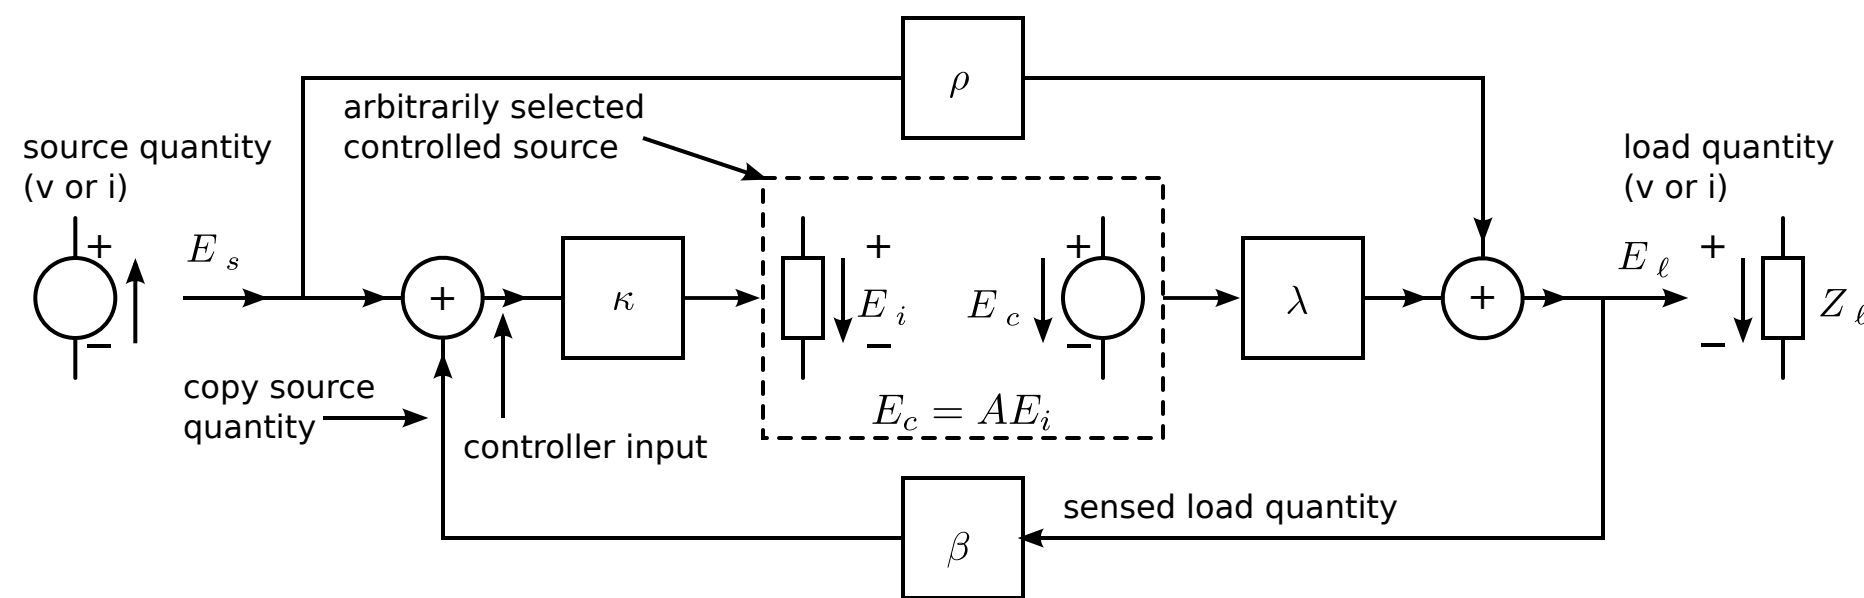 ρ
arbitrarily selected
controlled source
source quantity
(v or i)
load quantity
(v or i)
+
E s
+
κ
+
E i
−
E c
+
−
E_c = AE_i
λ
+
E ℓ
+
−
Z ℓ
−
copy source
quantity
controller input
sensed load quantity
β